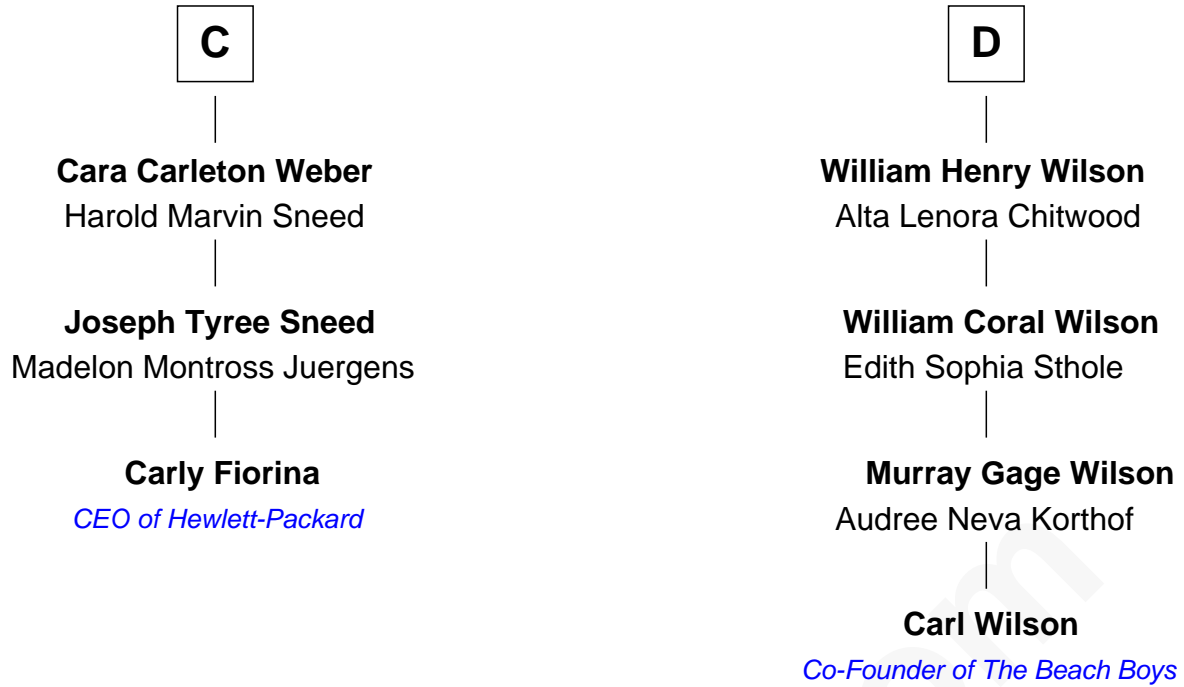 C
Cara Carleton Weber
Harold Marvin Sneed
Joseph Tyree Sneed
Madelon Montross Juergens
Carly Fiorina
CEO of Hewlett-Packard
D
William Henry Wilson
Alta Lenora Chitwood
William Coral Wilson
Edith Sophia Sthole
Murray Gage Wilson
Audree Neva Korthof
Carl Wilson
Co-Founder of The Beach Boys